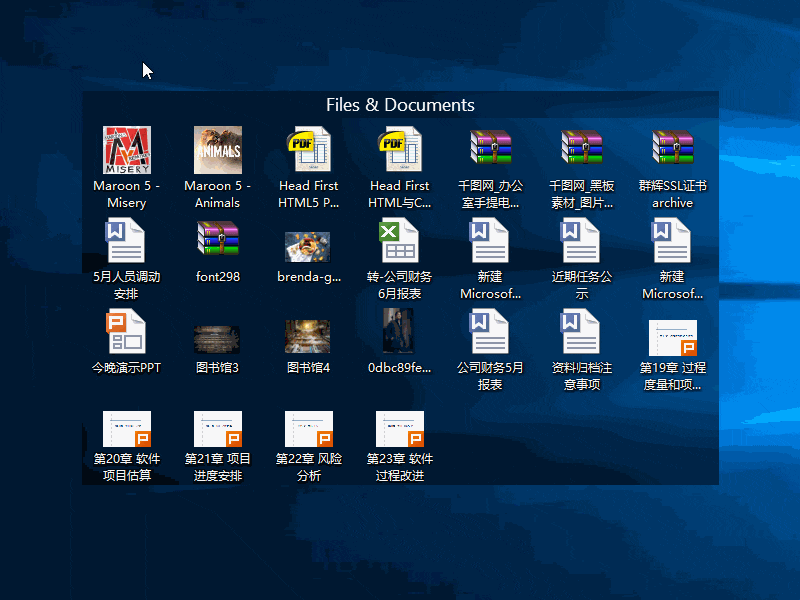 Files & Documents
MISERY
ANIMALS
PDF
PDF
Maroon 5 -
Misery
Maroon 5 -
Animals
Head First
HTML5 P...
Head First
HTML与C...
千图网_办公
室手提电...
千图网_黑板
素材_图片...
群辉SSL证书
archive
5月人员调动
安排
font298
brenda-g...
转-公司财务
6月报表
新建
Microsof...
近期任务公
示
新建
Microsof...
今晚演示PPT
图书馆3
图书馆4
0dbc89fe...
公司财务5月
报表
资料归档注
意事项
第19章 过程
度量和项...
第20章 软件
项目估算
第21章 项目
进度安排
第22章 风险
分析
第23章 软件
过程改进